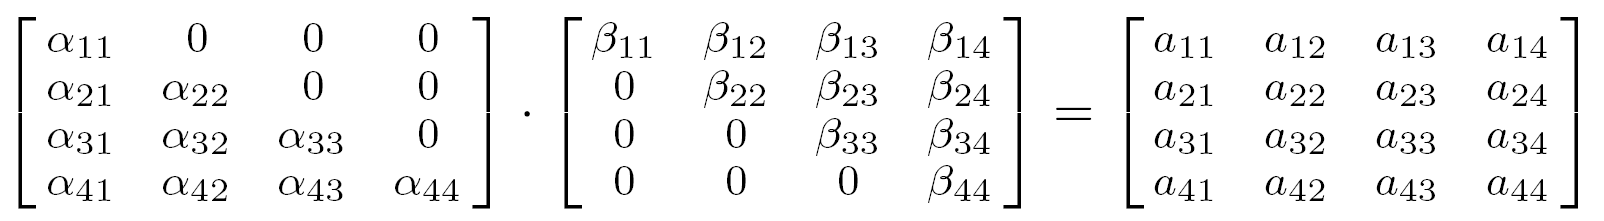 [α₁₁ 0 0 0] [β₁₁ β₁₂ β₁₃ β₁₄] [a₁₁ a₁₂ a₁₃ a₁₄]
[α₂₁ α₂₂ 0 0] [0 β₂₂ β₂₃ β₂₄] [a₂₁ a₂₂ a₂₃ a₂₄]
[α₃₁ α₃₂ α₃₃ 0] · [0 0 β₃₃ β₃₄] = [a₃₁ a₃₂ a₃₃ a₃₄]
[α₄₁ α₄₂ α₄₃ α₄₄] [0 0 0 β₄₄] [a₄₁ a₄₂ a₄₃ a₄₄]